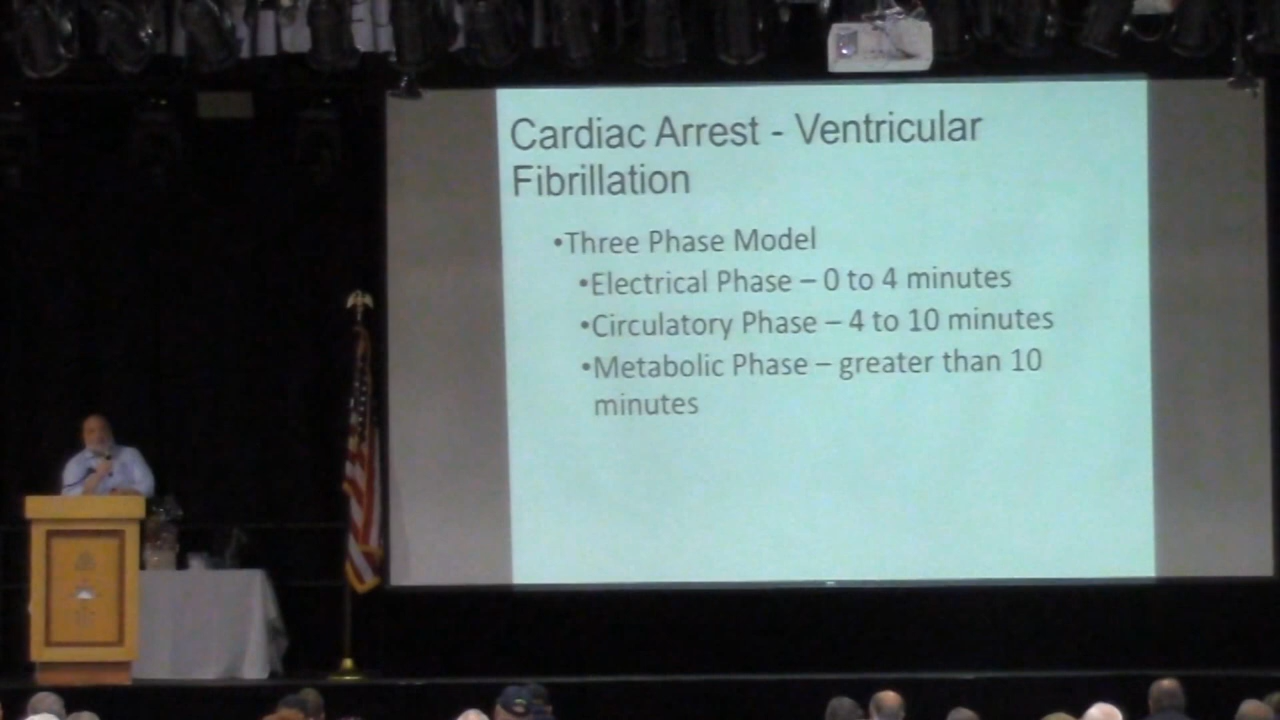 Cardiac Arrest - Ventricular
Fibrillation
•Three Phase Model
•Electrical Phase – 0 to 4 minutes
•Circulatory Phase – 4 to 10 minutes
•Metabolic Phase – greater than 10
minutes